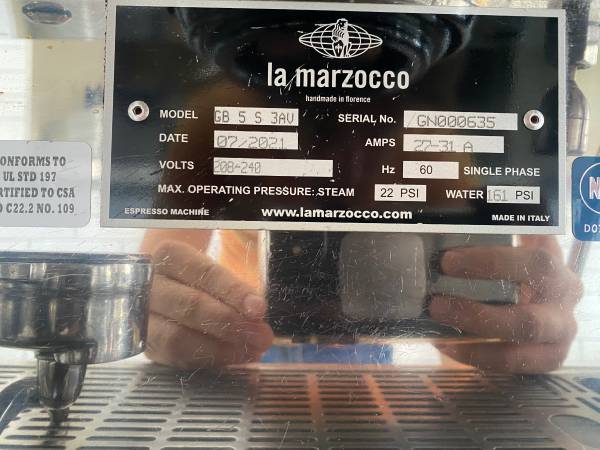 la marzocco
handmade in florence
MODEL GB 5 S 3AV SERIAL No. GN000635
DATE 07/2021 AMPS 27-31 A
VOLTS 208-240 Hz 60 SINGLE PHASE
MAX. OPERATING PRESSURE: STEAM 22 PSI WATER 161 PSI
ESPRESSO MACHINE www.lamarzocco.com MADE IN ITALY
ONFORMS TO
UL STD 197
RTIFIED TO CSA
C22.2 NO. 109
N